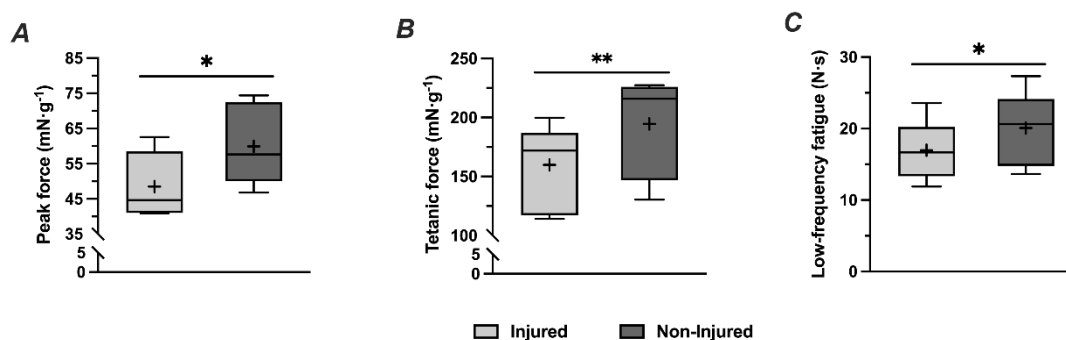 A
Peak force (mN·g⁻¹)
85
75
65
55
45
35
5
0
*
B
Tetanic force (mN·g⁻¹)
250
200
150
100
5
0
**
C
Low-frequency fatigue (N·s)
30
20
10
0
*
Injured
Non-Injured